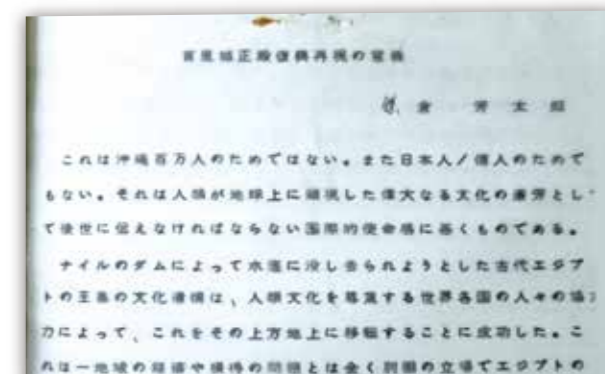 首里城正殿復興再現の意義
鎌倉芳太郎
これは沖縄百万人のためではない。また日本人ノ個人のためで
もない。それは人類が地球上に顕現した偉大なる文化の遺芳とし
て後世に伝えなければならない国際的使命感に基くものである。
ナイルのダムによって水底に没し去られようとした古代エジプ
トの王墓の文化遺構は、人類文化を尊重する世界各国の人々の協
力によって、これをその上方地上に移転することに成功した。こ
れは一地域の経済や損得の問題とは全く別個の立場でエジプトの